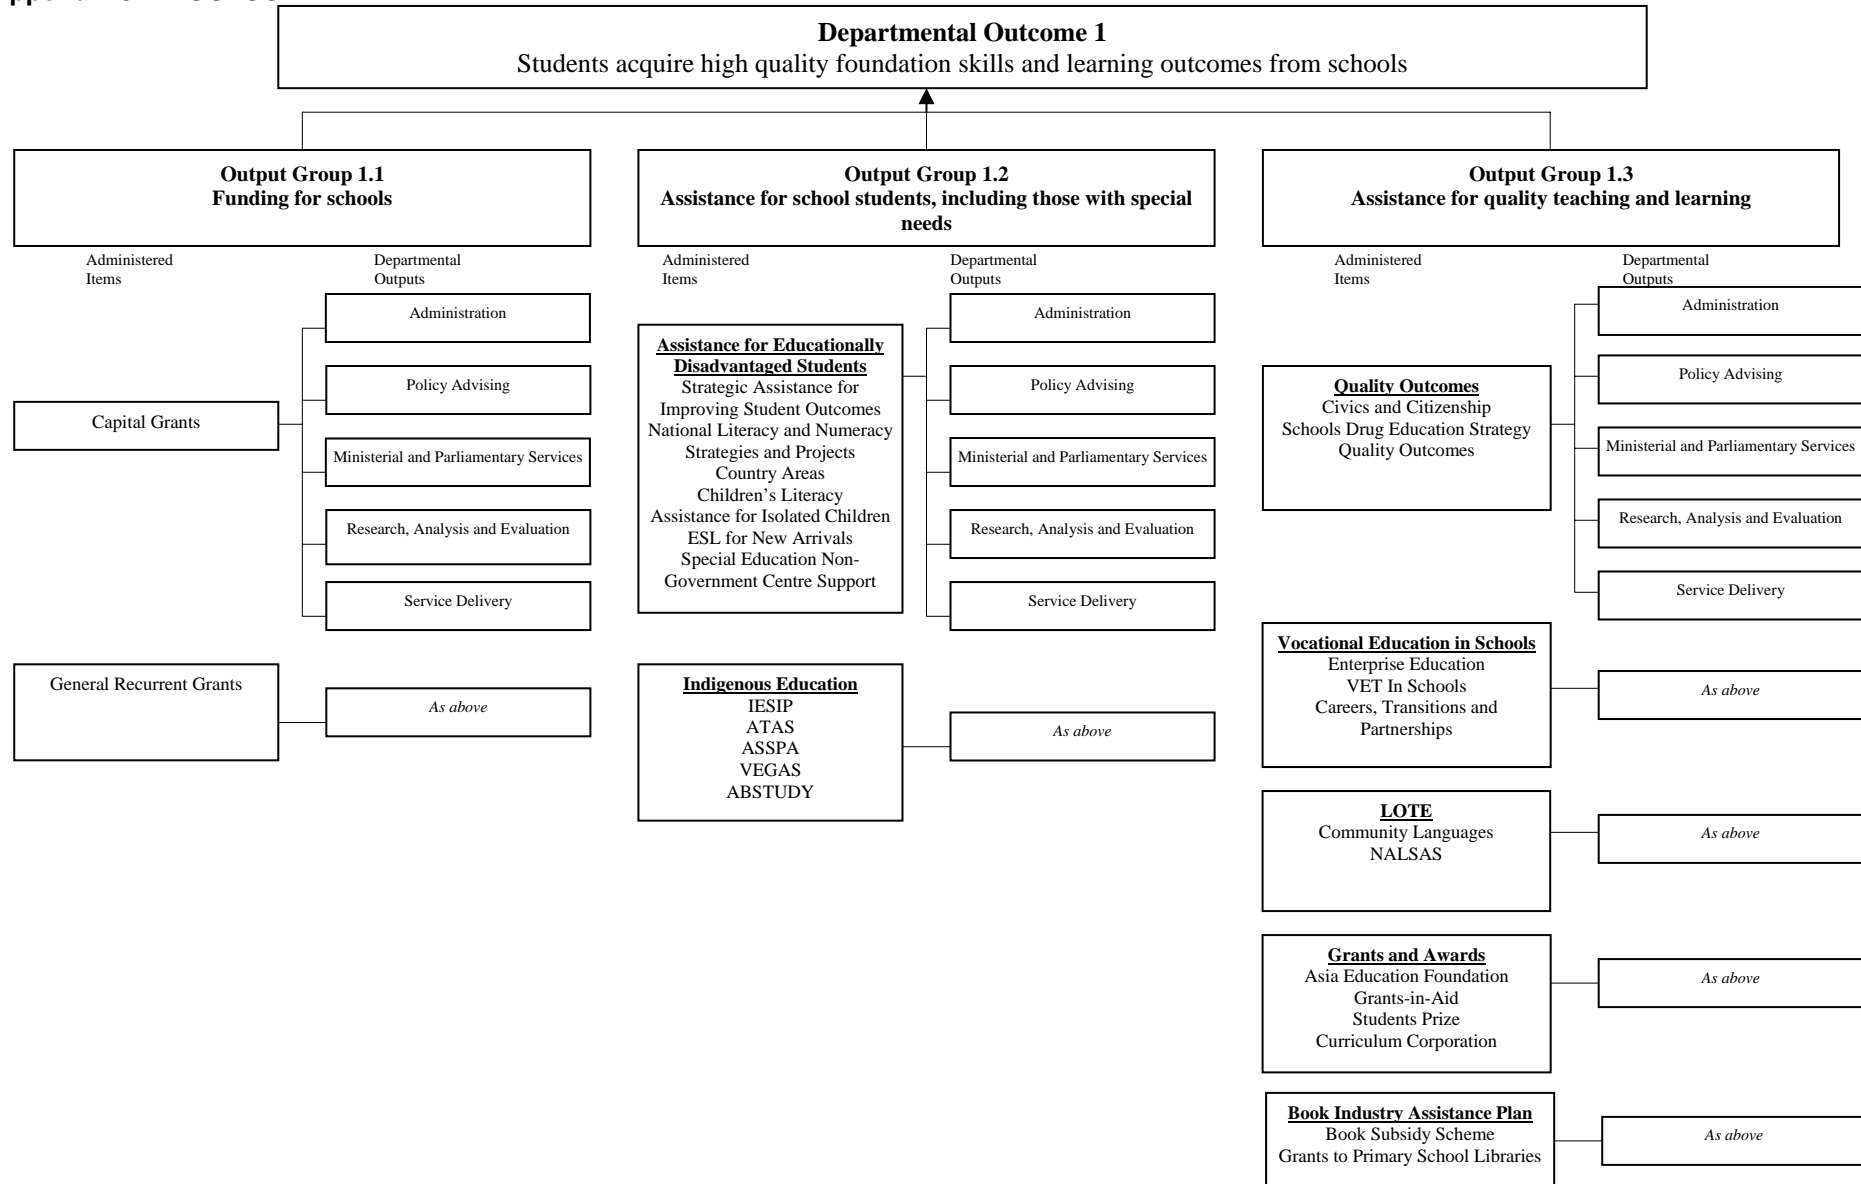 Departmental Outcome 1
Students acquire high quality foundation skills and learning outcomes from schools
Output Group 1.1
Funding for schools
Administered
Items
Departmental
Outputs
Capital Grants
Administration
Policy Advising
Ministerial and Parliamentary Services
Research, Analysis and Evaluation
Service Delivery
General Recurrent Grants
As above
Output Group 1.2
Assistance for school students, including those with special
needs
Administered
Items
Departmental
Outputs
Assistance for Educationally
Disadvantaged Students
Strategic Assistance for
Improving Student Outcomes
National Literacy and Numeracy
Strategies and Projects
Country Areas
Children’s Literacy
Assistance for Isolated Children
ESL for New Arrivals
Special Education Non-
Government Centre Support
Administration
Policy Advising
Ministerial and Parliamentary Services
Research, Analysis and Evaluation
Service Delivery
Indigenous Education
IESIP
ATAS
ASSPA
VEGAS
ABSTUDY
As above
Output Group 1.3
Assistance for quality teaching and learning
Administered
Items
Departmental
Outputs
Quality Outcomes
Civics and Citizenship
Schools Drug Education Strategy
Quality Outcomes
Administration
Policy Advising
Ministerial and Parliamentary Services
Research, Analysis and Evaluation
Service Delivery
Vocational Education in Schools
Enterprise Education
VET In Schools
Careers, Transitions and
Partnerships
As above
LOTE
Community Languages
NALSAS
As above
Grants and Awards
Asia Education Foundation
Grants-in-Aid
Students Prize
Curriculum Corporation
As above
Book Industry Assistance Plan
Book Subsidy Scheme
Grants to Primary School Libraries
As above